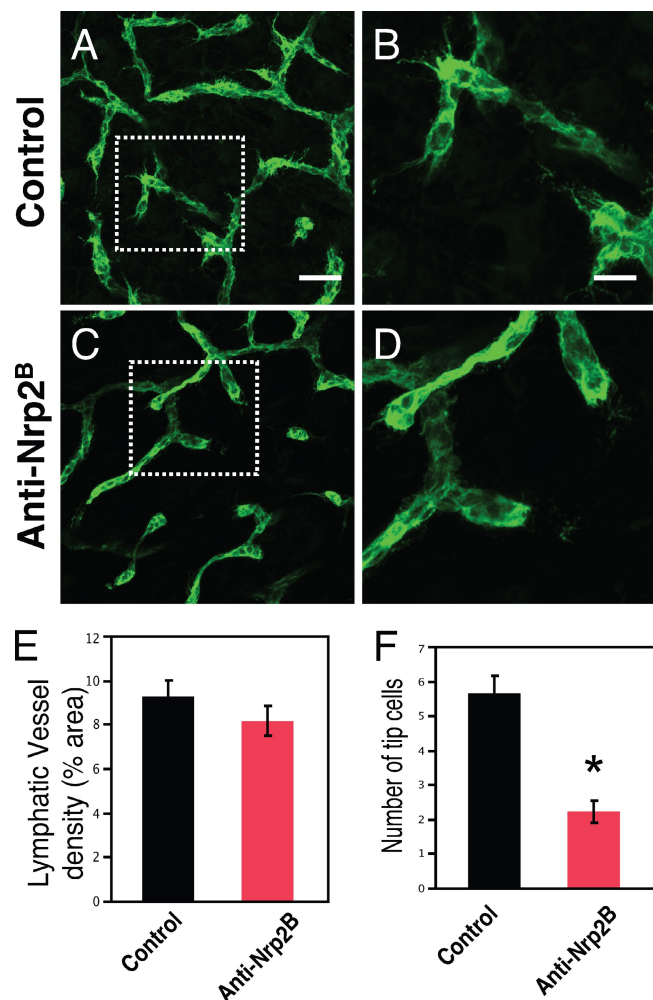 Control
A
B
Anti-Nrp2ᴮ
C
D
E
Lymphatic Vessel
density (% area)
12
10
8
6
4
2
0
Control
Anti-Nrp2B
F
Number of tip cells
7
6
5
4
3
2
1
0
*
Control
Anti-Nrp2B